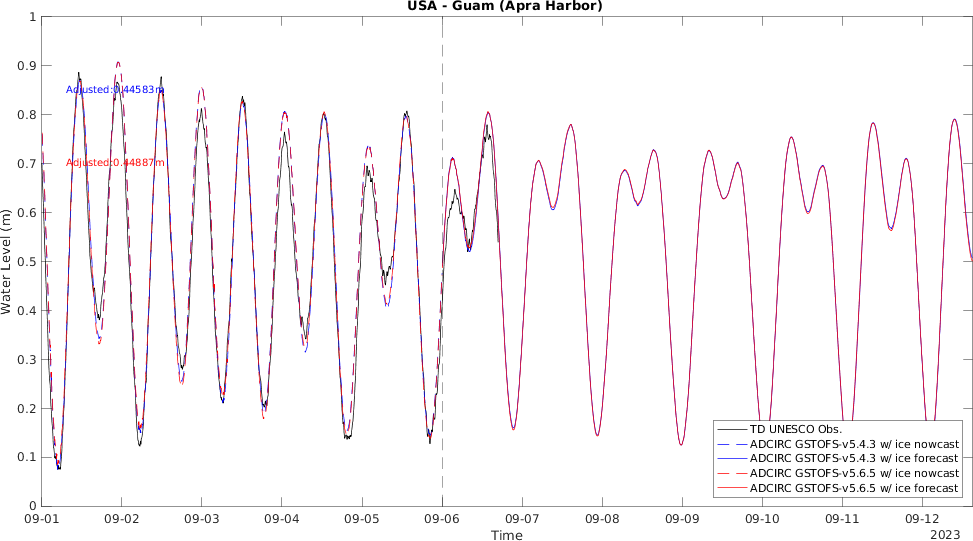 USA - Guam (Apra Harbor)
Water Level (m)
1
0.9
0.8
0.7
0.6
0.5
0.4
0.3
0.2
0.1
0
Adjusted:0.44583m
Adjusted:0.44887m
TD UNESCO Obs.
ADCIRC GSTOFS-v5.4.3 w/ ice nowcast
ADCIRC GSTOFS-v5.4.3 w/ ice forecast
ADCIRC GSTOFS-v5.6.5 w/ ice nowcast
ADCIRC GSTOFS-v5.6.5 w/ ice forecast
09-01 09-02 09-03 09-04 09-05 09-06 09-07 09-08 09-09 09-10 09-11 09-12
Time
2023